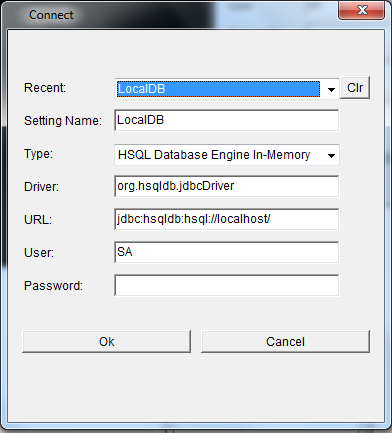 Connect
Recent: LocalDB Clr
Setting Name: LocalDB
Type: HSQL Database Engine In-Memory
Driver: org.hsqldb.jdbcDriver
URL: jdbc:hsqldb:hsql://localhost/
User: SA
Password:
Ok Cancel